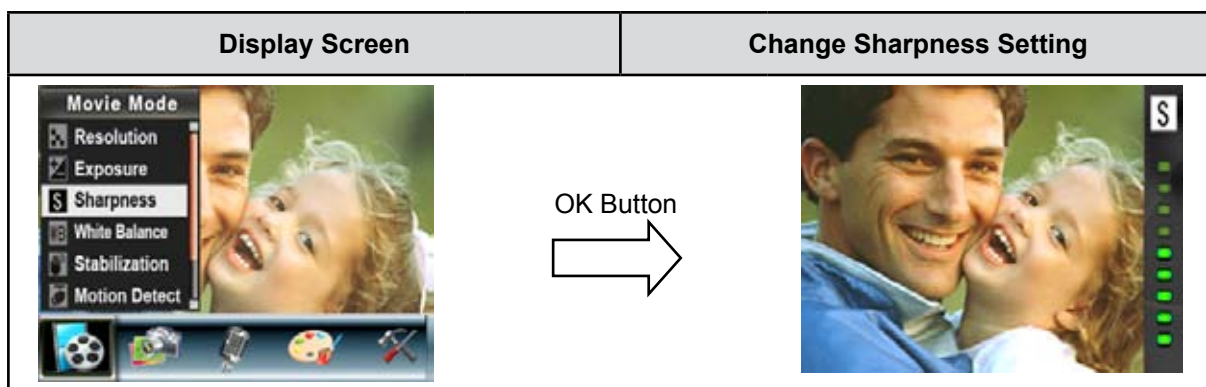 Display Screen
Change Sharpness Setting
Movie Mode
Resolution
Exposure
S Sharpness
White Balance
Stabilization
Motion Detect
OK Button
S